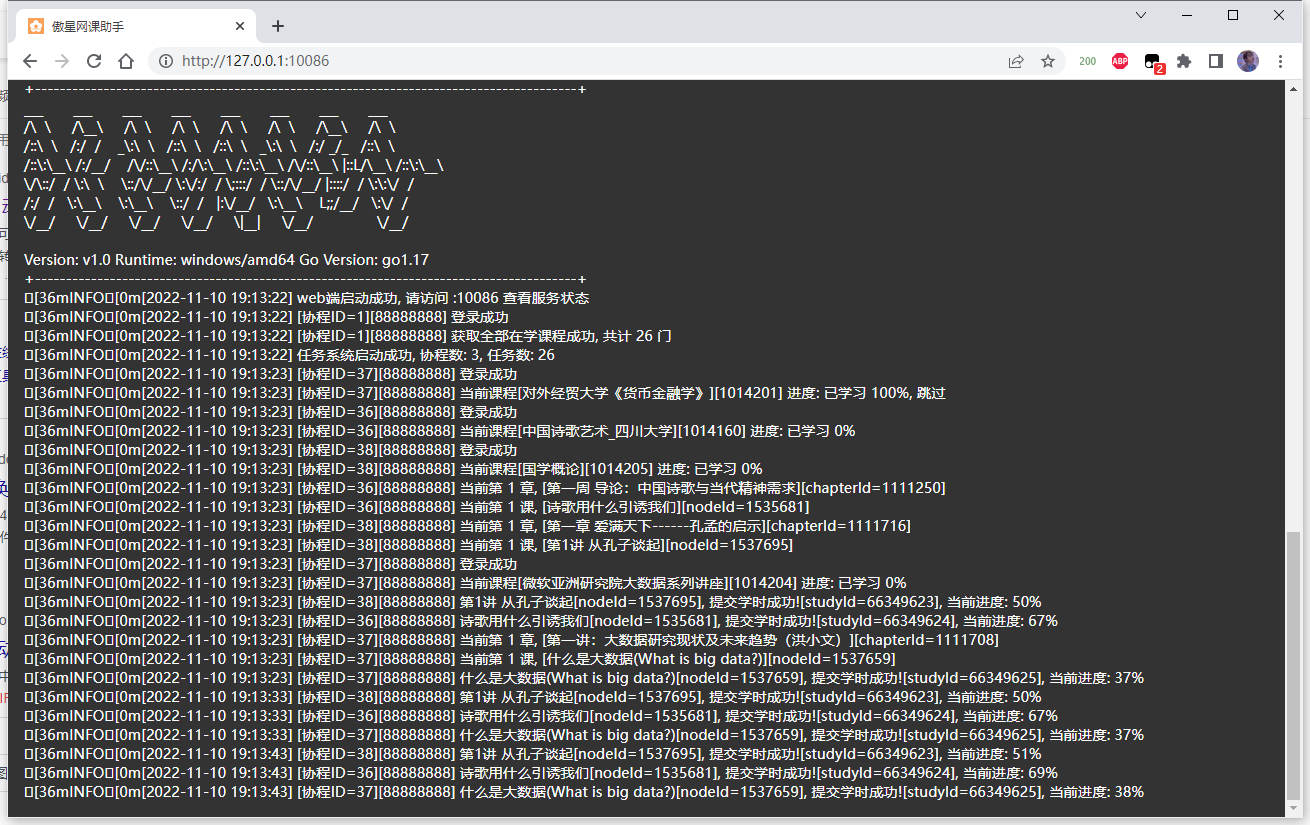 傲星网课助手
http://127.0.0.1:10086
200
ABP
2
+--------------------------------------------------------------------------------------+
Version: v1.0 Runtime: windows/amd64 Go Version: go1.17
+--------------------------------------------------------------------------------------+
[36mINFO[0m[2022-11-10 19:13:22] web端启动成功, 请访问 :10086 查看服务状态
[36mINFO[0m[2022-11-10 19:13:22] [协程ID=1][88888888] 登录成功
[36mINFO[0m[2022-11-10 19:13:22] [协程ID=1][88888888] 获取全部在学课程成功, 共计 26 门
[36mINFO[0m[2022-11-10 19:13:22] 任务系统启动成功, 协程数: 3, 任务数: 26
[36mINFO[0m[2022-11-10 19:13:23] [协程ID=37][88888888] 登录成功
[36mINFO[0m[2022-11-10 19:13:23] [协程ID=37][88888888] 当前课程[对外经贸大学《货币金融学》][1014201] 进度: 已学习 100%, 跳过
[36mINFO[0m[2022-11-10 19:13:23] [协程ID=36][88888888] 登录成功
[36mINFO[0m[2022-11-10 19:13:23] [协程ID=36][88888888] 当前课程[中国诗歌艺术_四川大学][1014160] 进度: 已学习 0%
[36mINFO[0m[2022-11-10 19:13:23] [协程ID=38][88888888] 登录成功
[36mINFO[0m[2022-11-10 19:13:23] [协程ID=38][88888888] 当前课程[国学概论][1014205] 进度: 已学习 0%
[36mINFO[0m[2022-11-10 19:13:23] [协程ID=36][88888888] 当前第 1 章, [第一周 导论：中国诗歌与当代精神需求][chapterId=1111250]
[36mINFO[0m[2022-11-10 19:13:23] [协程ID=36][88888888] 当前第 1 课, [诗歌用什么引诱我们][nodeId=1535681]
[36mINFO[0m[2022-11-10 19:13:23] [协程ID=38][88888888] 当前第 1 章, [第一章 爱满天下------孔孟的启示][chapterId=1111716]
[36mINFO[0m[2022-11-10 19:13:23] [协程ID=38][88888888] 当前第 1 课, [第1讲 从孔子谈起][nodeId=1537695]
[36mINFO[0m[2022-11-10 19:13:23] [协程ID=37][88888888] 登录成功
[36mINFO[0m[2022-11-10 19:13:23] [协程ID=37][88888888] 当前课程[微软亚洲研究院大数据系列讲座][1014204] 进度: 已学习 0%
[36mINFO[0m[2022-11-10 19:13:23] [协程ID=38][88888888] 第1讲 从孔子谈起[nodeId=1537695], 提交学时成功![studyId=66349623], 当前进度: 50%
[36mINFO[0m[2022-11-10 19:13:23] [协程ID=36][88888888] 诗歌用什么引诱我们[nodeId=1535681], 提交学时成功![studyId=66349624], 当前进度: 67%
[36mINFO[0m[2022-11-10 19:13:23] [协程ID=37][88888888] 当前第 1 章, [第一讲：大数据研究现状及未来趋势（洪小文）][chapterId=1111708]
[36mINFO[0m[2022-11-10 19:13:23] [协程ID=37][88888888] 当前第 1 课, [什么是大数据(What is big data?)][nodeId=1537659]
[36mINFO[0m[2022-11-10 19:13:23] [协程ID=37][88888888] 什么是大数据(What is big data?)[nodeId=1537659], 提交学时成功![studyId=66349625], 当前进度: 37%
[36mINFO[0m[2022-11-10 19:13:33] [协程ID=38][88888888] 第1讲 从孔子谈起[nodeId=1537695], 提交学时成功![studyId=66349623], 当前进度: 50%
[36mINFO[0m[2022-11-10 19:13:33] [协程ID=36][88888888] 诗歌用什么引诱我们[nodeId=1535681], 提交学时成功![studyId=66349624], 当前进度: 67%
[36mINFO[0m[2022-11-10 19:13:33] [协程ID=37][88888888] 什么是大数据(What is big data?)[nodeId=1537659], 提交学时成功![studyId=66349625], 当前进度: 37%
[36mINFO[0m[2022-11-10 19:13:43] [协程ID=38][88888888] 第1讲 从孔子谈起[nodeId=1537695], 提交学时成功![studyId=66349623], 当前进度: 51%
[36mINFO[0m[2022-11-10 19:13:43] [协程ID=36][88888888] 诗歌用什么引诱我们[nodeId=1535681], 提交学时成功![studyId=66349624], 当前进度: 69%
[36mINFO[0m[2022-11-10 19:13:43] [协程ID=37][88888888] 什么是大数据(What is big data?)[nodeId=1537659], 提交学时成功![studyId=66349625], 当前进度: 38%